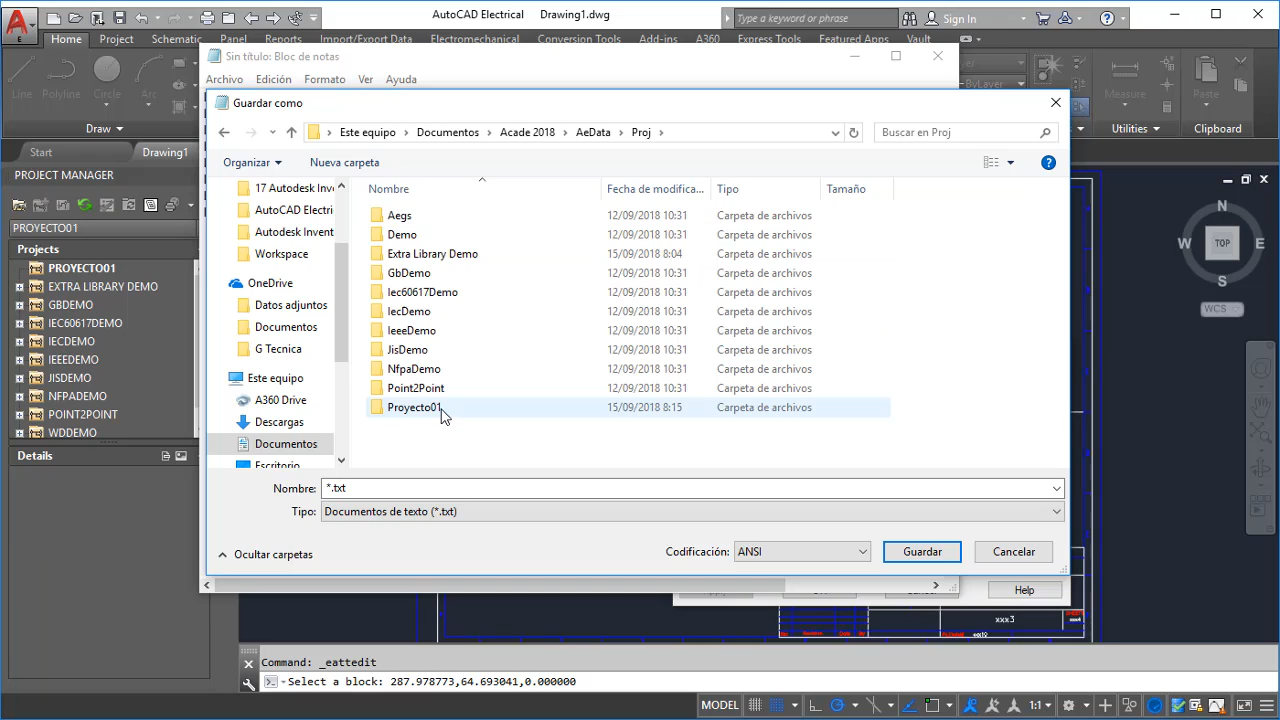 AutoCAD Electrical Drawing1.dwg
Type a keyword or phrase
Sign In
Home Project Schematic Panel Reports Import/Export Data Electromechanical Conversion Tools Add-ins A360 Express Tools Featured Apps Vault
Line Polyline Circle Arc
Draw
ByLayer
Measure
Paste
Utilities
Clipboard
Start
Drawing1
Sin título: Bloc de notas
Archivo Edición Formato Ver Ayuda
Guardar como
Este equipo
Documentos
Acade 2018
AeData
Proj
Buscar en Proj
Organizar
Nueva carpeta
PROJECT MANAGER
PROYECTO01
Projects
PROYECTO01
EXTRA LIBRARY DEMO
GBDEMO
IEC60617DEMO
IECDEMO
IEEEDEMO
JISDEMO
NFPADEMO
POINT2POINT
WDDEMO
Details
17 Autodesk Inve
AutoCAD Electri
Autodesk Invent
Workspace
OneDrive
Datos adjuntos
Documentos
G Tecnica
Este equipo
A360 Drive
Descargas
Documentos
Escritorio
Nombre Fecha de modifica... Tipo Tamaño
Aegs 12/09/2018 10:31 Carpeta de archivos
Demo 12/09/2018 10:31 Carpeta de archivos
Extra Library Demo 15/09/2018 8:04 Carpeta de archivos
GbDemo 12/09/2018 10:31 Carpeta de archivos
Iec60617Demo 12/09/2018 10:31 Carpeta de archivos
IecDemo 12/09/2018 10:31 Carpeta de archivos
IeeeDemo 12/09/2018 10:31 Carpeta de archivos
JisDemo 12/09/2018 10:31 Carpeta de archivos
NfpaDemo 12/09/2018 10:31 Carpeta de archivos
Point2Point 12/09/2018 10:31 Carpeta de archivos
Proyecto01 15/09/2018 8:15 Carpeta de archivos
Nombre: *.txt
Tipo: Documentos de texto (*.txt)
Ocultar carpetas
Codificación: ANSI
Guardar
Cancelar
N
W TOP E
S
WCS
Help
xxx3
Command: _eattedit
Select a block: 287.978773,64.693041,0.000000
MODEL
1:1